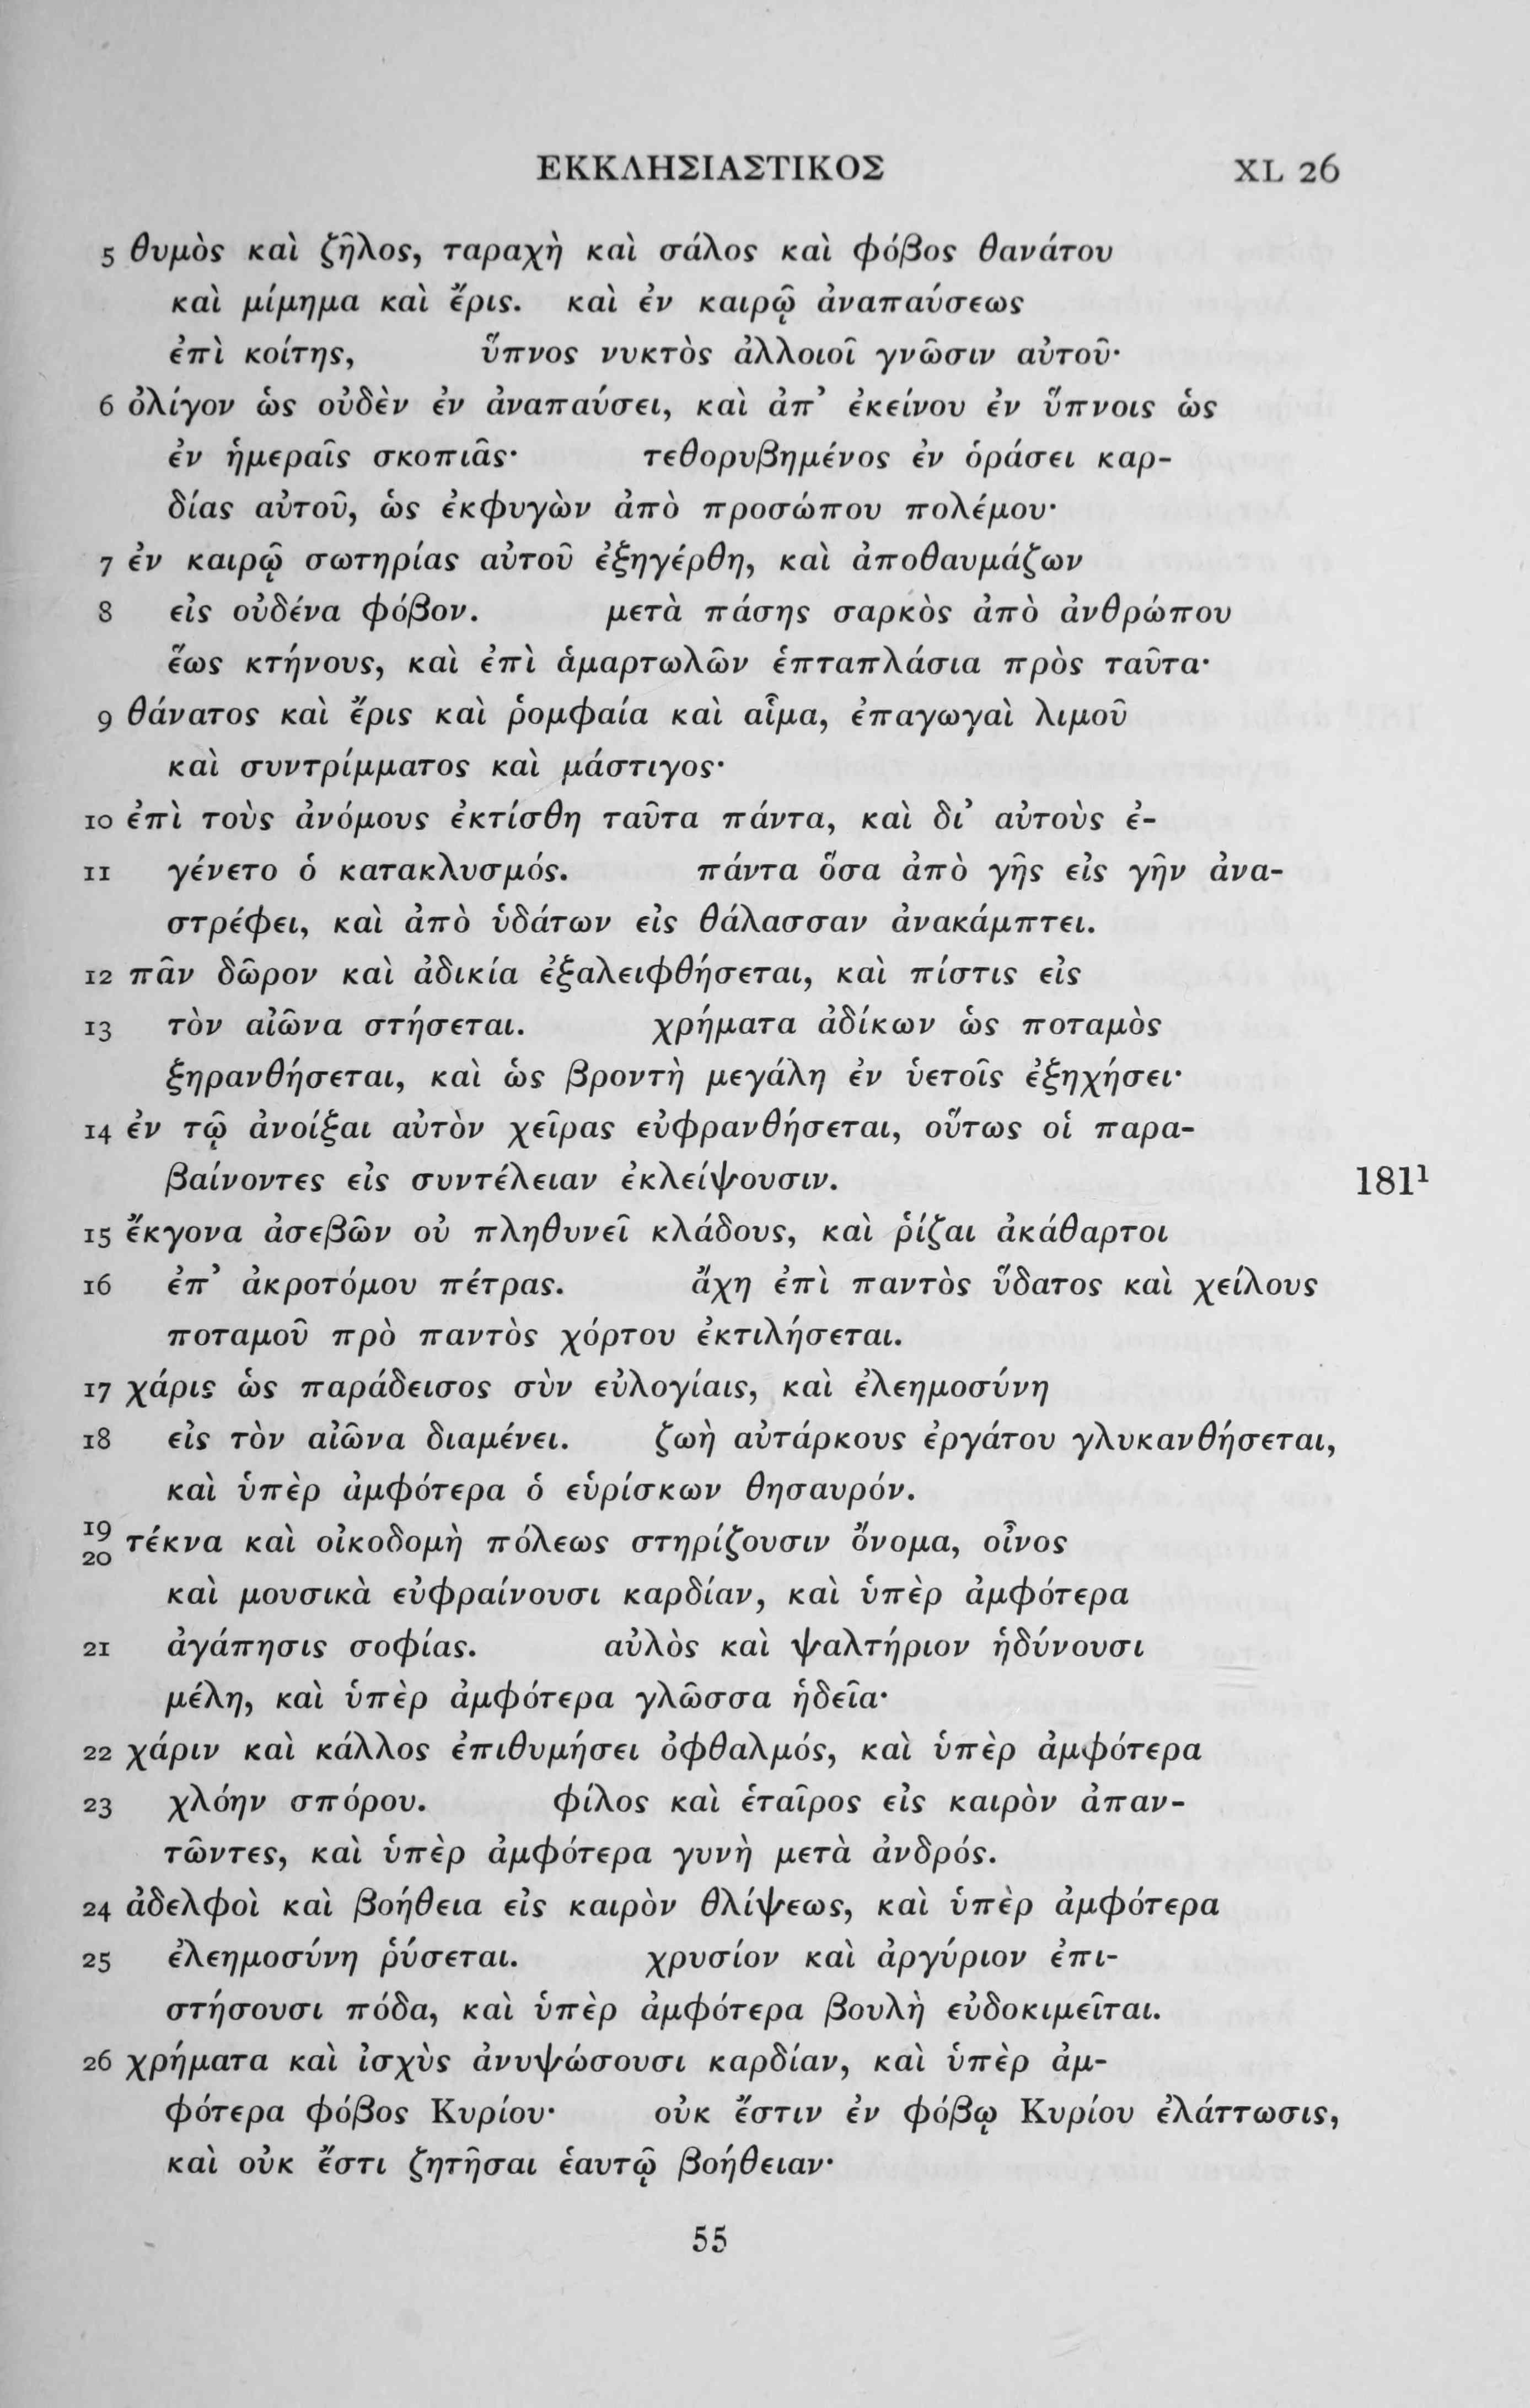 ΕΚΚΛΗΣΙΑΣΤΙΚΟΣ XL 26
5 θυμὸς καὶ ζῆλος, ταραχὴ καὶ σάλος καὶ φόβος θανάτου
καὶ μίμημα καὶ ἔρις. καὶ ἐν καιρῷ ἀναπαύσεως
ἐπὶ κοίτης, ὕπνος νυκτὸς ἀλλοιοῖ γνῶσιν αὐτοῦ·
6 ὀλίγον ὡς οὐδὲν ἐν ἀναπαύσει, καὶ ἀπ’ ἐκείνου ἐν ὕπνοις ὡς
ἐν ἡμεραῖς σκοπιᾶς· τεθορυβημένος ἐν ὁράσει καρ-
δίας αὐτοῦ, ὡς ἐκφυγὼν ἀπὸ προσώπου πολέμου·
7 ἐν καιρῷ σωτηρίας αὐτοῦ ἐξηγέρθη, καὶ ἀποθαυμάζων
8 εἰς οὐδένα φόβον. μετὰ πάσης σαρκὸς ἀπὸ ἀνθρώπου
ἕως κτήνους, καὶ ἐπὶ ἁμαρτωλῶν ἑπταπλάσια πρὸς ταῦτα·
9 θάνατος καὶ ἔρις καὶ ῥομφαία καὶ αἷμα, ἐπαγωγαὶ λιμοῦ
καὶ συντρίμματος καὶ μάστιγος·
10 ἐπὶ τοὺς ἀνόμους ἐκτίσθη ταῦτα πάντα, καὶ δι’ αὐτοὺς ἐ-
11 γένετο ὁ κατακλυσμός. πάντα ὅσα ἀπὸ γῆς εἰς γῆν ἀνα-
στρέφει, καὶ ἀπὸ ὑδάτων εἰς θάλασσαν ἀνακάμπτει.
12 πᾶν δῶρον καὶ ἀδικία ἐξαλειφθήσεται, καὶ πίστις εἰς
13 τὸν αἰῶνα στήσεται. χρήματα ἀδίκων ὡς ποταμὸς
ξηρανθήσεται, καὶ ὡς βροντὴ μεγάλη ἐν ὑετοῖς ἐξηχήσει·
14 ἐν τῷ ἀνοίξαι αὐτὸν χεῖρας εὐφρανθήσεται, οὕτως οἱ παρα-
βαίνοντες εἰς συντέλειαν ἐκλείψουσιν. 181¹
15 ἔκγονα ἀσεβῶν οὐ πληθυνεῖ κλάδους, καὶ ῥίζαι ἀκάθαρτοι
16 ἐπ’ ἀκροτόμου πέτρας. ἄχη ἐπὶ παντὸς ὕδατος καὶ χείλους
ποταμοῦ πρὸ παντὸς χόρτου ἐκτιλήσεται.
17 χάρις ὡς παράδεισος σὺν εὐλογίαις, καὶ ἐλεημοσύνη
18 εἰς τὸν αἰῶνα διαμένει. ζωὴ αὐτάρκους ἐργάτου γλυκανθήσεται,
καὶ ὑπὲρ ἀμφότερα ὁ εὑρίσκων θησαυρόν.
19 20 τέκνα καὶ οἰκοδομὴ πόλεως στηρίζουσιν ὄνομα, οἶνος
καὶ μουσικὰ εὐφραίνουσι καρδίαν, καὶ ὑπὲρ ἀμφότερα
21 ἀγάπησις σοφίας. αὐλὸς καὶ ψαλτήριον ἡδύνουσι
μέλη, καὶ ὑπὲρ ἀμφότερα γλῶσσα ἡδεῖα·
22 χάριν καὶ κάλλος ἐπιθυμήσει ὀφθαλμός, καὶ ὑπὲρ ἀμφότερα
23 χλόην σπόρου. φίλος καὶ ἑταῖρος εἰς καιρὸν ἀπαν-
τῶντες, καὶ ὑπὲρ ἀμφότερα γυνὴ μετὰ ἀνδρός.
24 ἀδελφοὶ καὶ βοήθεια εἰς καιρὸν θλίψεως, καὶ ὑπὲρ ἀμφότερα
25 ἐλεημοσύνη ῥύσεται. χρυσίον καὶ ἀργύριον ἐπι-
στήσουσι πόδα, καὶ ὑπὲρ ἀμφότερα βουλὴ εὐδοκιμεῖται.
26 χρήματα καὶ ἰσχὺς ἀνυψώσουσι καρδίαν, καὶ ὑπὲρ ἀμ-
φότερα φόβος Κυρίου· οὐκ ἔστιν ἐν φόβῳ Κυρίου ἐλάττωσις,
καὶ οὐκ ἔστι ζητῆσαι ἑαυτῷ βοήθειαν·
55